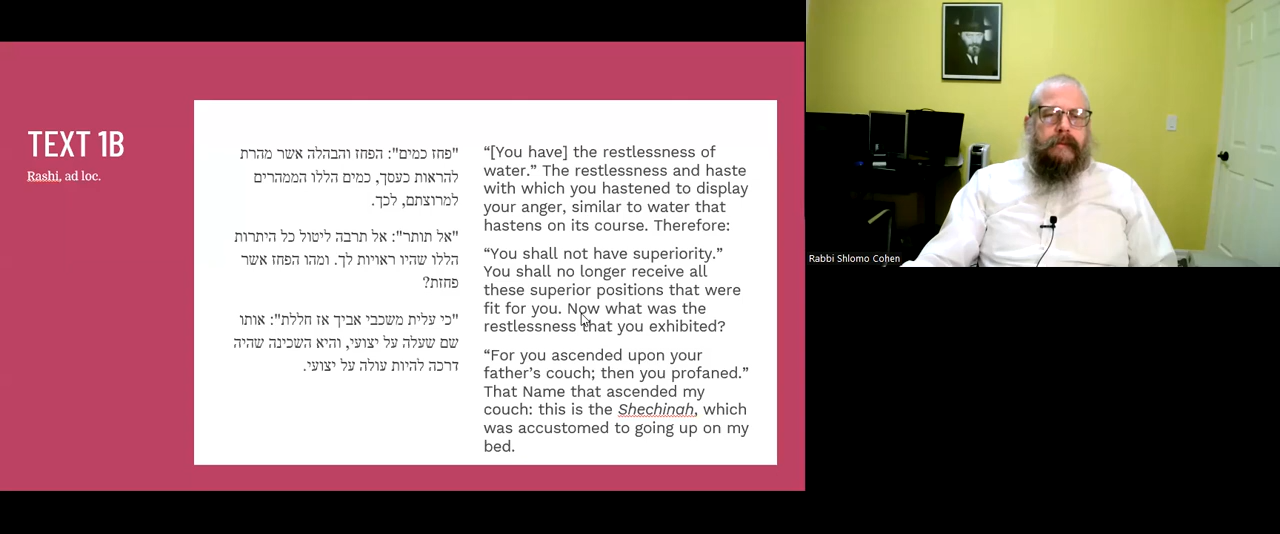 TEXT 1B
Rashi, ad loc.
"פחז כמים": הפחז והבהלה אשר מהרת
להראות כעסך, כמים הללו הממהרים
למרוצתם, לכך.
"אל תותר": אל תרבה ליטול כל היתרות
הללו שהיו ראויות לך. ומהו הפחז אשר
פחזת?
"כי עלית משכבי אביך אז חללת": אותו
שם שעלה על יצועי, והיא השכינה שהיה
דרכה להיות עולה על יצועי.
“[You have] the restlessness of
water.” The restlessness and haste
with which you hastened to display
your anger, similar to water that
hastens on its course. Therefore:
“You shall not have superiority.”
You shall no longer receive all
these superior positions that were
fit for you. Now what was the
restlessness that you exhibited?
“For you ascended upon your
father’s couch; then you profaned.”
That Name that ascended my
couch: this is the Shechinah, which
was accustomed to going up on my
bed.
Rabbi Shlomo Cohen